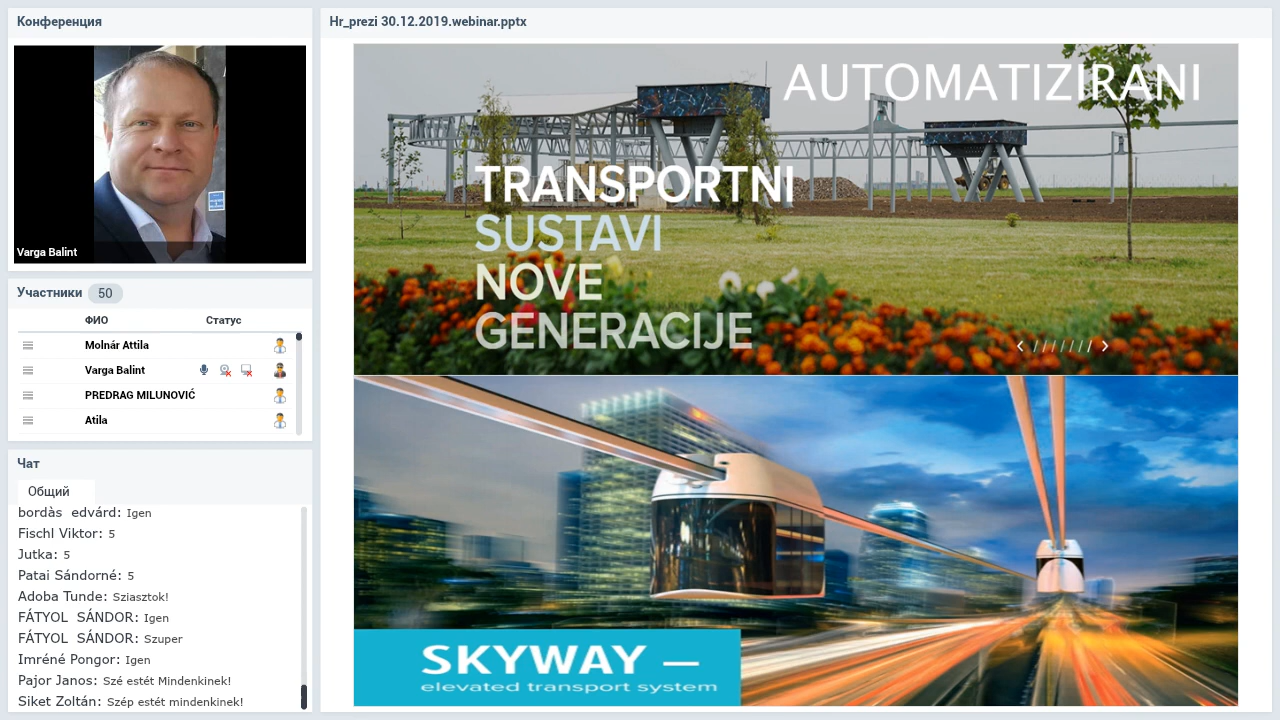 Конференция
Varga Balint
Участники 50
ФИО Статус
Molnár Attila
Varga Balint
PREDRAG MILUNOVIĆ
Atila
Чат
Общий
bordàs edvárd: Igen
Fischl Viktor: 5
Jutka: 5
Patai Sándorné: 5
Adoba Tunde: Sziasztok!
FÁTYOL SÁNDOR: Igen
FÁTYOL SÁNDOR: Szuper
Imréné Pongor: Igen
Pajor Janos: Szé estét Mindenkinek!
Siket Zoltán: Szép estét mindenkinek!
Hr_prezi 30.12.2019.webinar.pptx
AUTOMATIZIRANI
TRANSPORTNI
SUSTAVI
NOVE
GENERACIJE
SKYWAY —
elevated transport system